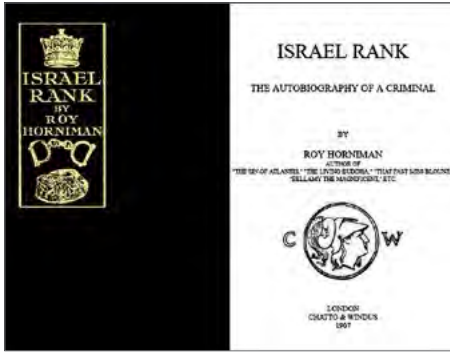 ISRAEL
RANK
BY
ROY
HORNIMAN
ISRAEL RANK
THE AUTOBIOGRAPHY OF A CRIMINAL
BY
ROY HORNIMAN
AUTHOR OF
"THE SIN OF ATLANTIS," "THE LIVING BUDDHA," "THAT FAST MISS BLOUNT,"
"BELLAMY THE MAGNIFICENT," ETC.
C W
LONDON
CHATTO & WINDUS
1907